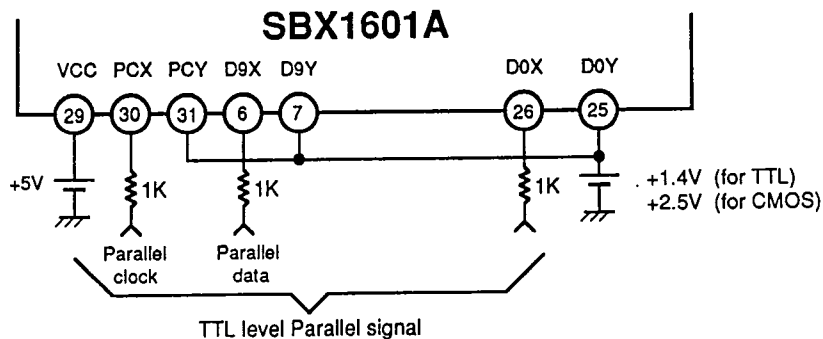 SBX1601A
VCC PCX PCY D9X D9Y D0X D0Y
29 30 31 6 7 26 25
+5V 1K 1K 1K +1.4V (for TTL)
+2.5V (for CMOS)
Parallel clock
Parallel data
TTL level Parallel signal